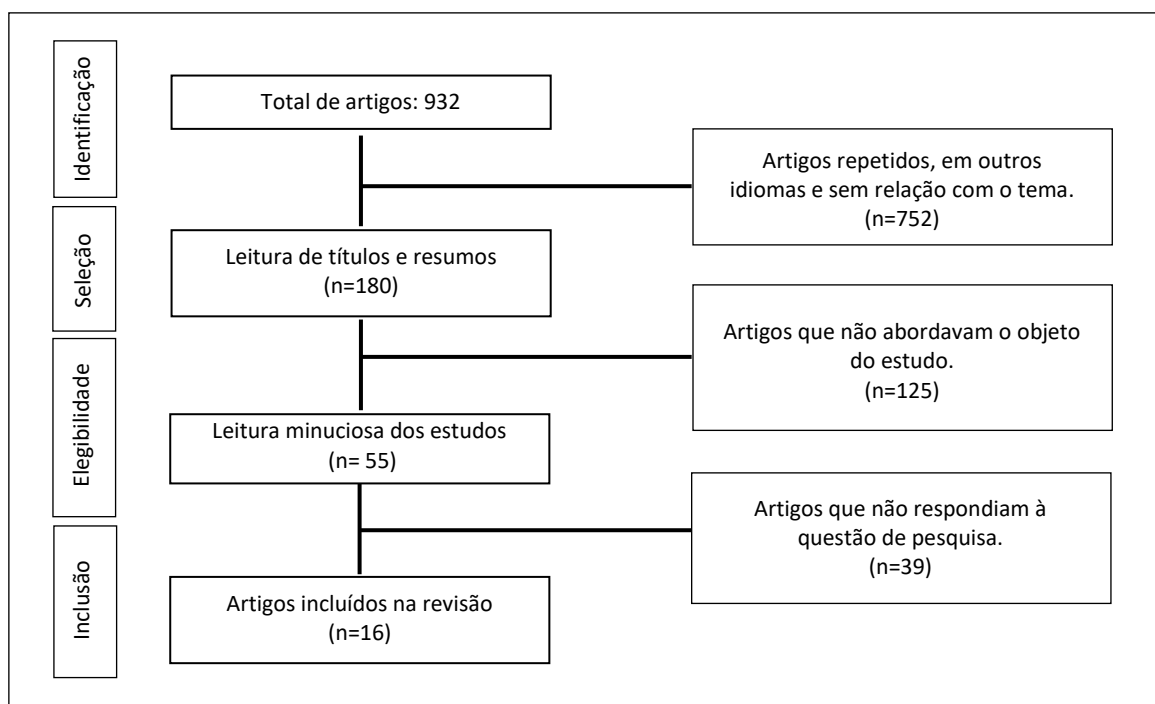 Identificação
Total de artigos: 932
Artigos repetidos, em outros
idiomas e sem relação com o tema.
(n=752)
Seleção
Leitura de títulos e resumos
(n=180)
Artigos que não abordavam o objeto
do estudo.
(n=125)
Elegibilidade
Leitura minuciosa dos estudos
(n= 55)
Artigos que não respondiam à
questão de pesquisa.
(n=39)
Inclusão
Artigos incluídos na revisão
(n=16)